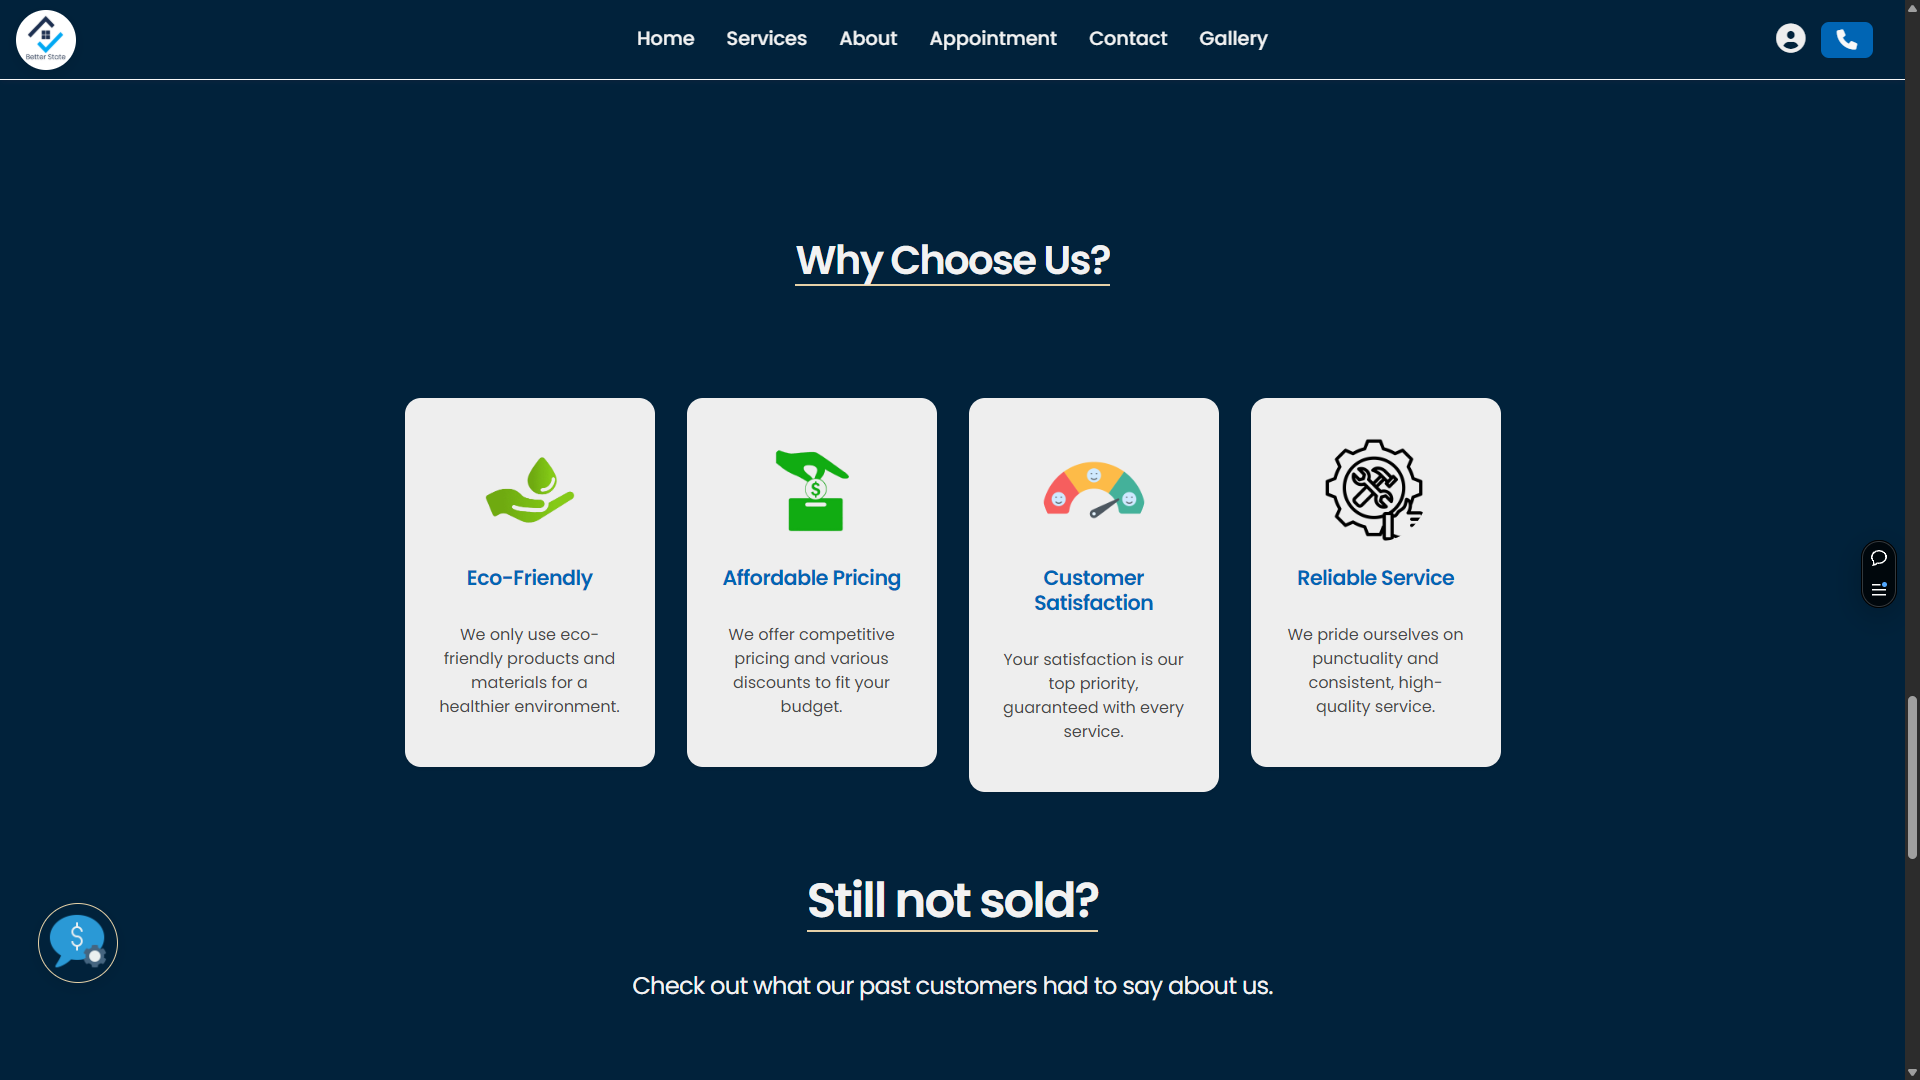 Better State
Home
Services
About
Appointment
Contact
Gallery
Why Choose Us?
Eco-Friendly
We only use eco-
friendly products and
materials for a
healthier environment.
$
Affordable Pricing
We offer competitive
pricing and various
discounts to fit your
budget.
Customer
Satisfaction
Your satisfaction is our
top priority,
guaranteed with every
service.
Reliable Service
We pride ourselves on
punctuality and
consistent, high-
quality service.
Still not sold?
Check out what our past customers had to say about us.
$